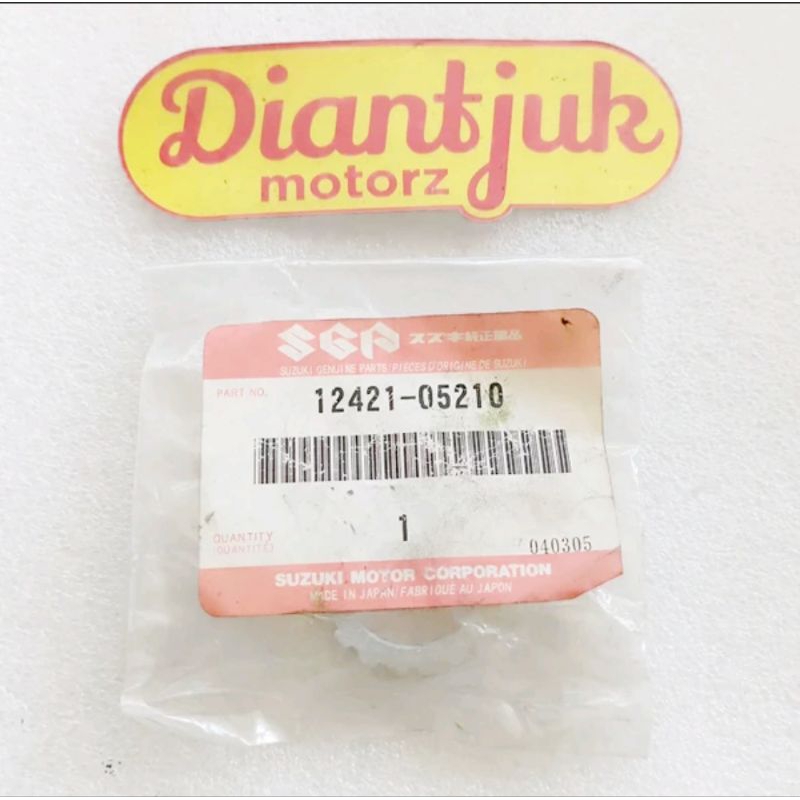 Diantjuk
motorz
SGP スズキ純正部品
SUZUKI GENUINE PARTS/PIECES D'ORIGINE DE SUZUKI
PART NO. 12421-05210
QUANTITY 1
(QUANTITÉ) 040305
SUZUKI MOTOR CORPORATION
MADE IN JAPAN/FABRIQUE AU JAPON